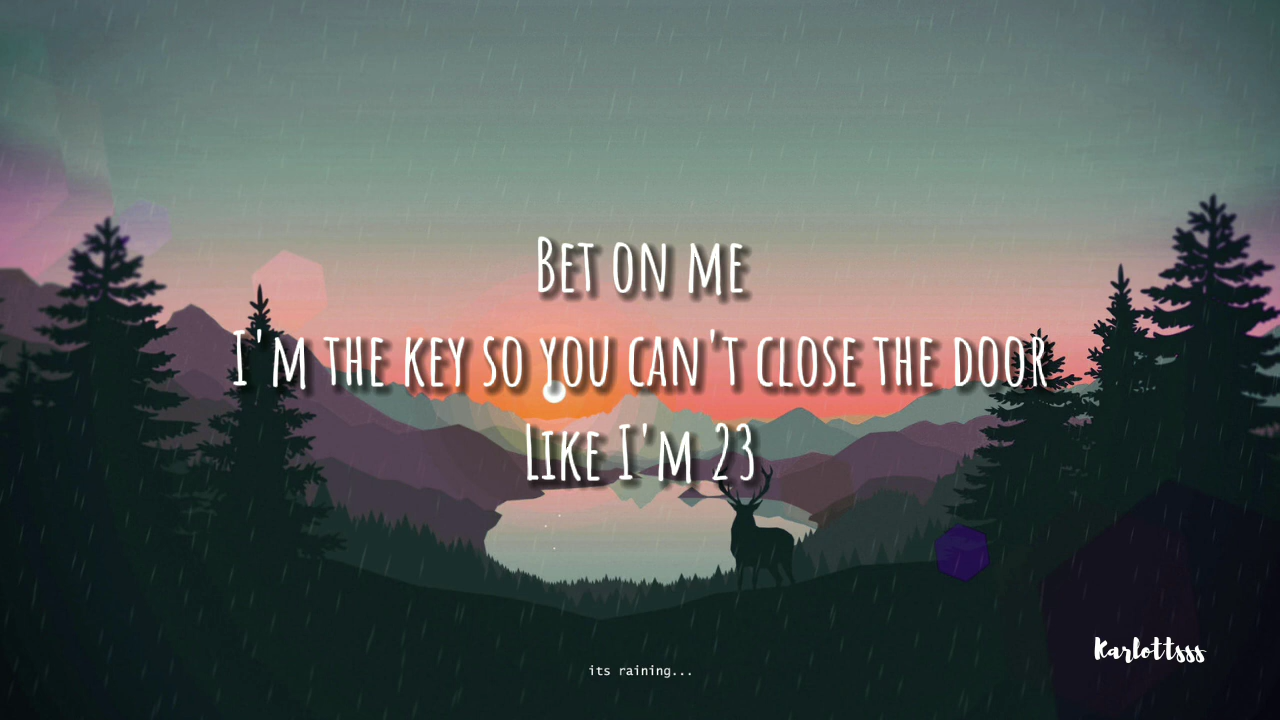 Bet on me
I'm the key so you can't close the door
Like I'm 23
Karlottsss
its raining...